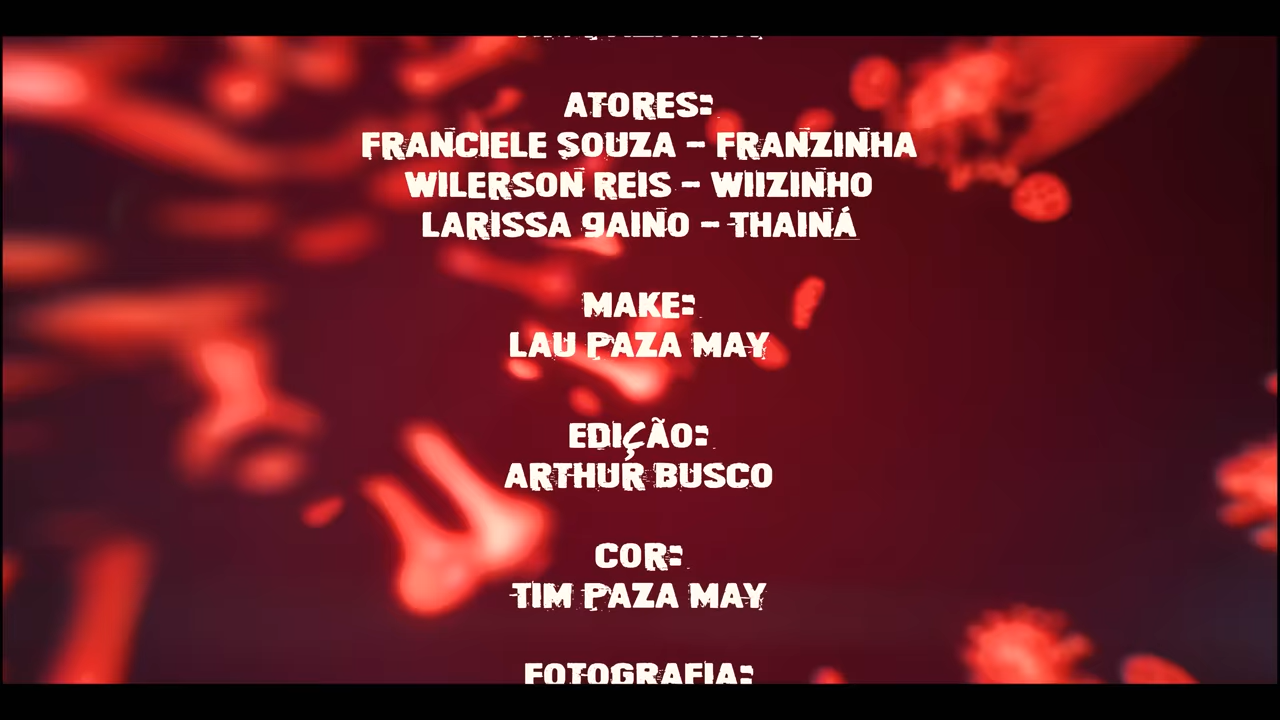 ATORES:
FRANCIELE SOUZA - FRANZINHA
WILERSON REIS - WIIZINHO
LARISSA GAINO - THAINÁ
MAKE:
LAU PAZA MAY
EDIÇÃO:
ARTHUR BUSCO
COR:
TIM PAZA MAY
FOTOGRAFIA: